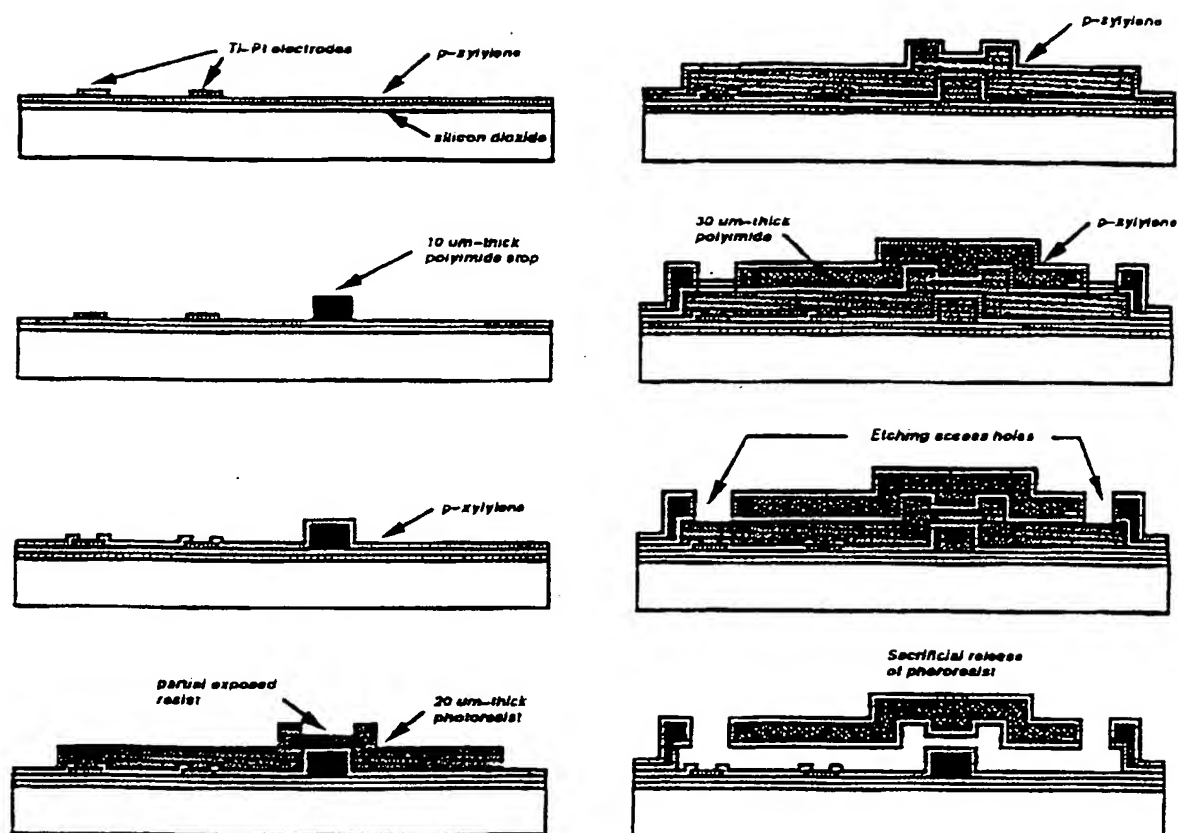 Ti-Pt electrodes
p-xylylene
silicon dioxide
10 um-thick
polyimide stop
p-xylylene
partial exposed
resist
20 um-thick
photoresist
p-xylylene
30 um-thick
polyimide
p-xylylene
Etching access holes
Sacrificial release
of photoresist